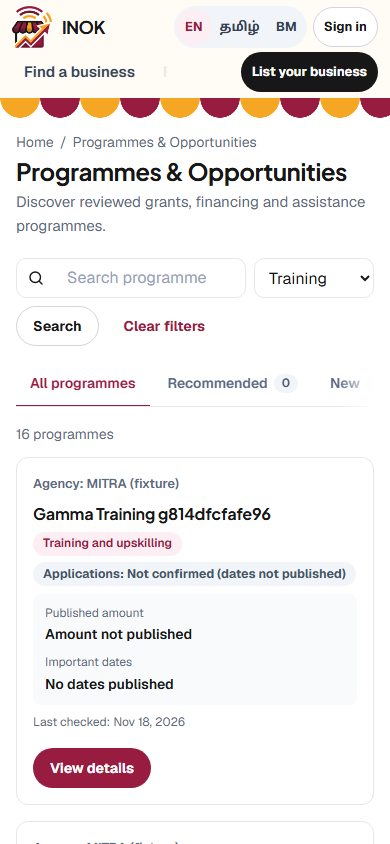 INOK
EN
தமிழ்
BM
Sign in
Find a business
List your business
Home / Programmes & Opportunities
Programmes & Opportunities
Discover reviewed grants, financing and assistance
programmes.
Search programme
Training
Search
Clear filters
All programmes
Recommended 0
New
16 programmes
Agency: MITRA (fixture)
Gamma Training g814dfcfafe96
Training and upskilling
Applications: Not confirmed (dates not published)
Published amount
Amount not published
Important dates
No dates published
Last checked: Nov 18, 2026
View details